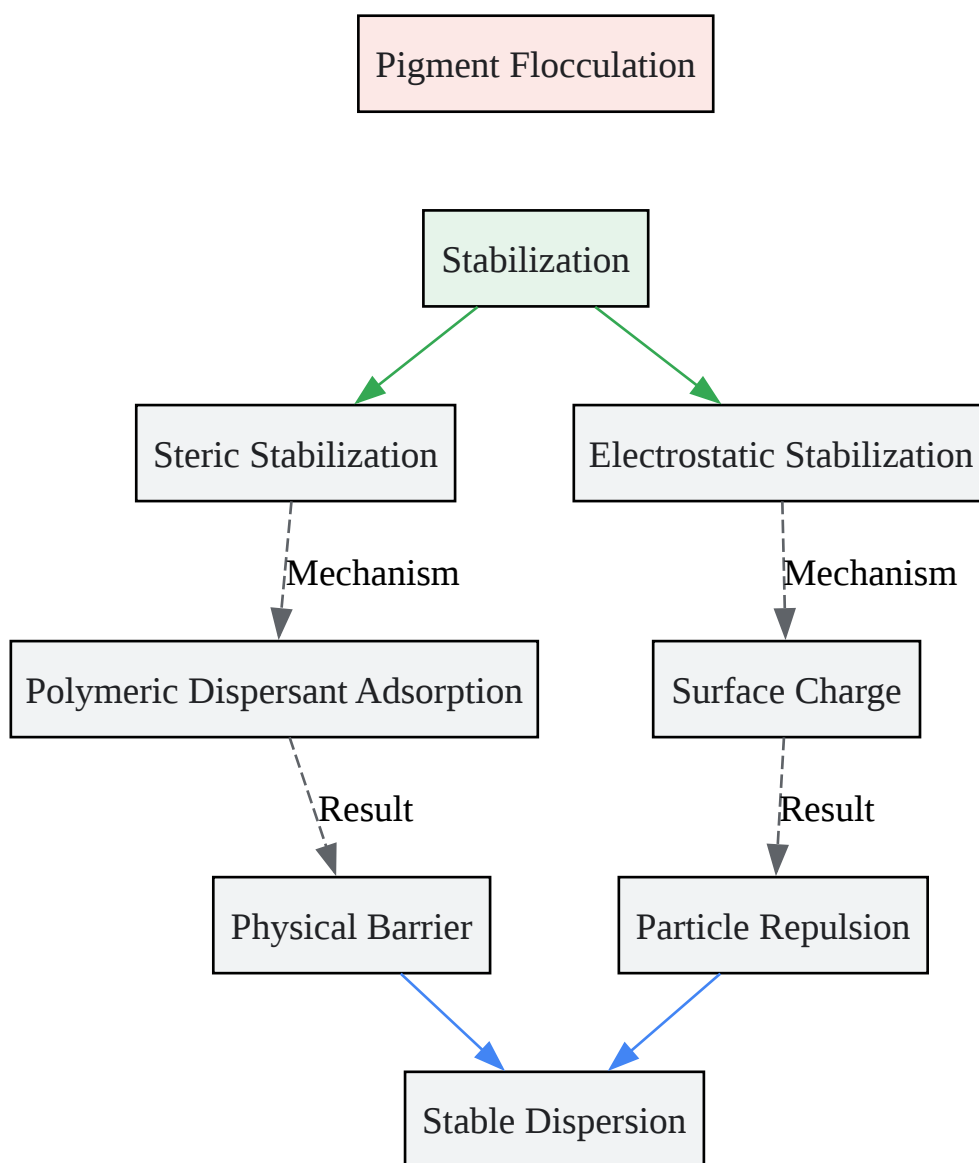 Pigment Flocculation
Stabilization
Steric Stabilization
Electrostatic Stabilization
Mechanism
Mechanism
Polymeric Dispersant Adsorption
Surface Charge
Result
Result
Physical Barrier
Particle Repulsion
Stable Dispersion